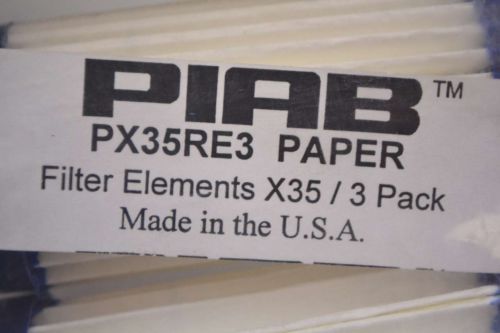 PIAB™
PX35RE3 PAPER
Filter Elements X35 / 3 Pack
Made in the U.S.A.